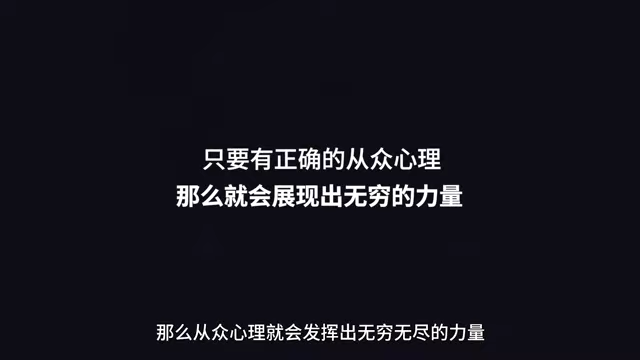 只要有正确的从众心理
那么就会展现出无穷的力量
那么从众心理就会发挥出无穷无尽的力量